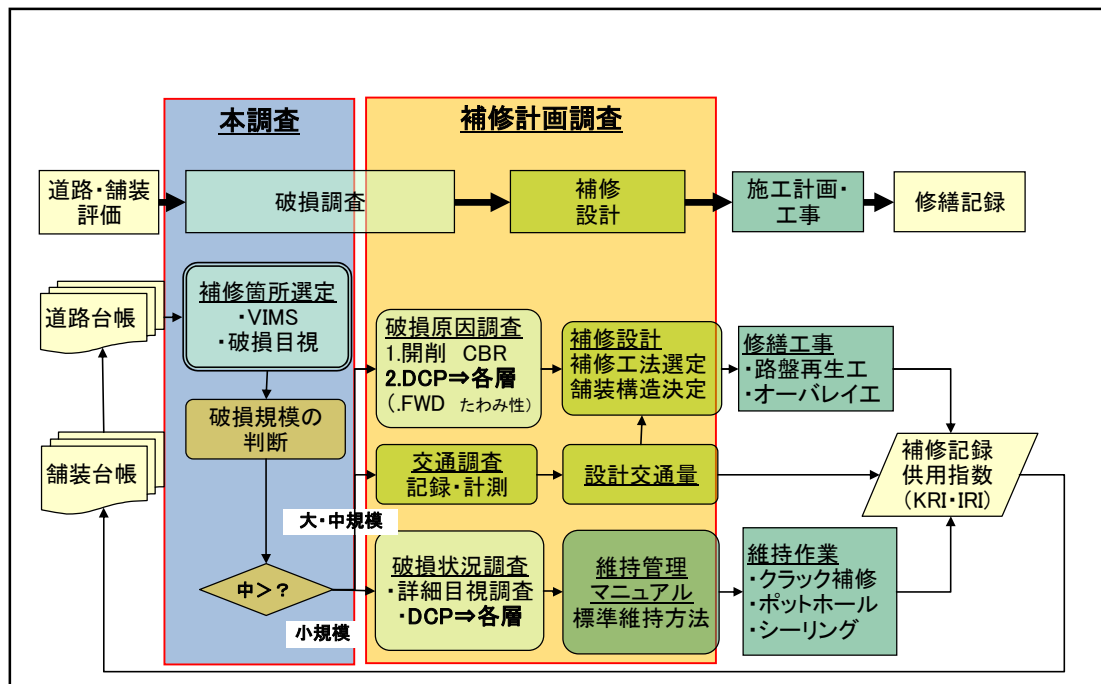 本調査
補修計画調査
道路・舗装
評価
破損調査
補修
設計
施工計画・
工事
修繕記録
道路台帳
補修箇所選定
・VIMS
・破損目視
破損原因調査
1.開削 CBR
2.DCP⇒各層
(.FWD たわみ性)
補修設計
補修工法選定
舗装構造決定
修繕工事
・路盤再生工
・オーバレイエ
破損規模の
判断
舗装台帳
交通調査
記録・計測
設計交通量
補修記録
供用指数
(KRI・IRI)
大・中規模
中>?
小規模
破損状況調査
・詳細目視調査
・DCP⇒各層
維持管理
マニュアル
標準維持方法
維持作業
・クラック補修
・ポットホール
・シーリング